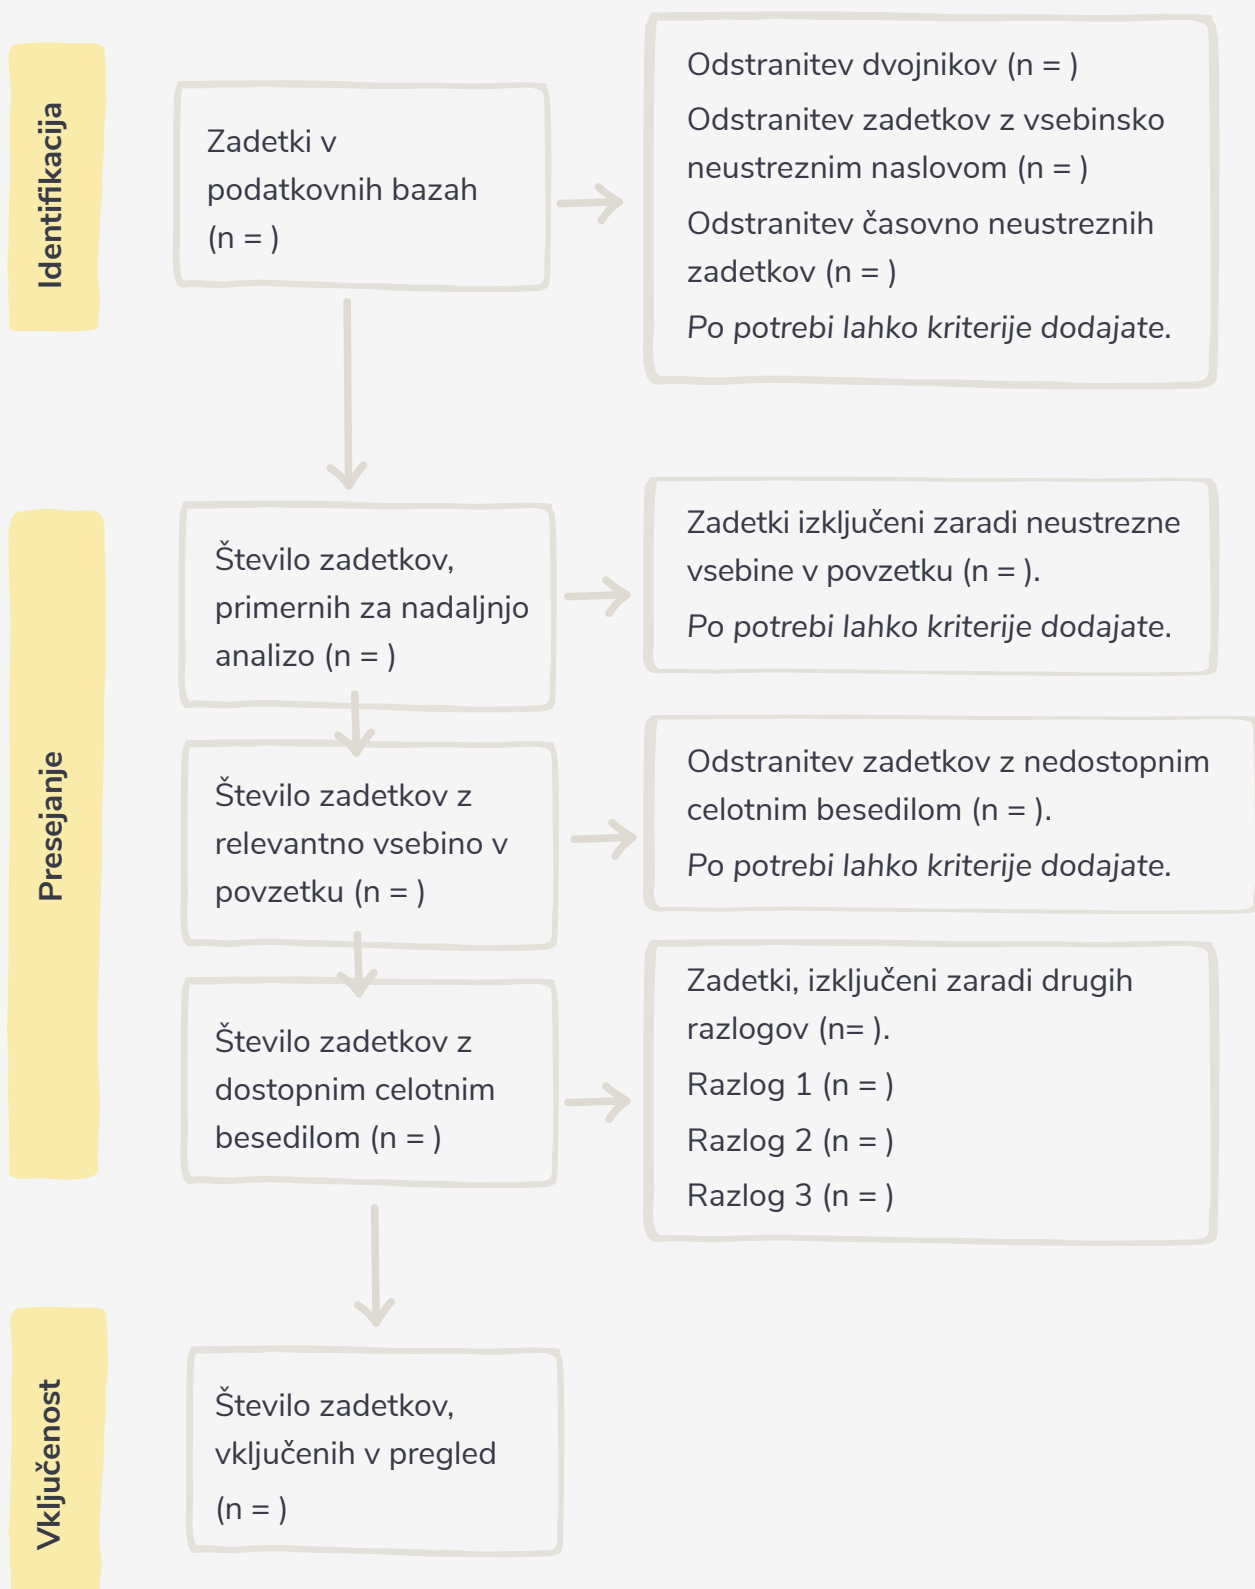 Identifikacija
Zadetki v
podatkovnih bazah
(n = )
Odstranitev dvojnikov (n = )
Odstranitev zadetkov z vsebinsko
neustreznim naslovom (n = )
Odstranitev časovno neustreznih
zadetkov (n = )
Po potrebi lahko kriterije dodajate.
Presejanje
Število zadetkov,
primernih za nadaljnjo
analizo (n = )
Zadetki izključeni zaradi neustrezne
vsebine v povzetku (n = ).
Po potrebi lahko kriterije dodajate.
Število zadetkov z
relevantno vsebino v
povzetku (n = )
Odstranitev zadetkov z nedostopnim
celotnim besedilom (n = ).
Po potrebi lahko kriterije dodajate.
Število zadetkov z
dostopnim celotnim
besedilom (n = )
Zadetki, izključeni zaradi drugih
razlogov (n= ).
Razlog 1 (n = )
Razlog 2 (n = )
Razlog 3 (n = )
Vključenost
Število zadetkov,
vključenih v pregled
(n = )